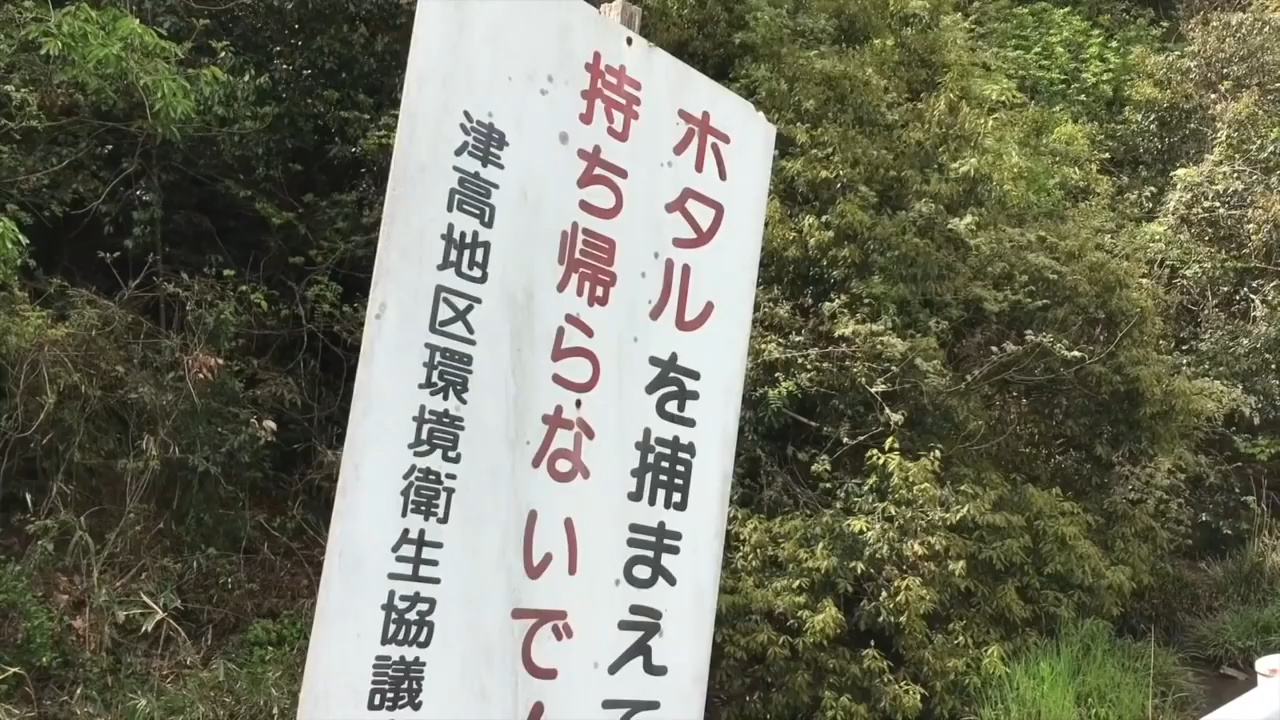 ホタルを捕まえて
持ち帰らないで
津高地区環境衛生協議